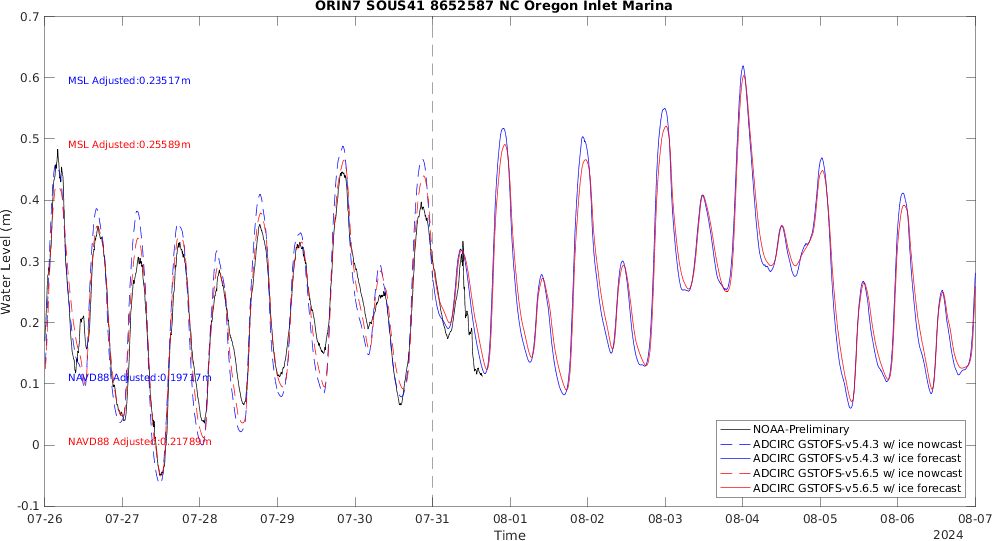 ORIN7 SOUS41 8652587 NC Oregon Inlet Marina
Water Level (m)
0.7
0.6
0.5
0.4
0.3
0.2
0.1
0
-0.1
MSL Adjusted:0.23517m
MSL Adjusted:0.25589m
NAVD88 Adjusted:0.19717m
NAVD88 Adjusted:0.21789m
NOAA-Preliminary
ADCIRC GSTOFS-v5.4.3 w/ ice nowcast
ADCIRC GSTOFS-v5.4.3 w/ ice forecast
ADCIRC GSTOFS-v5.6.5 w/ ice nowcast
ADCIRC GSTOFS-v5.6.5 w/ ice forecast
07-26 07-27 07-28 07-29 07-30 07-31 08-01 08-02 08-03 08-04 08-05 08-06 08-07
Time
2024